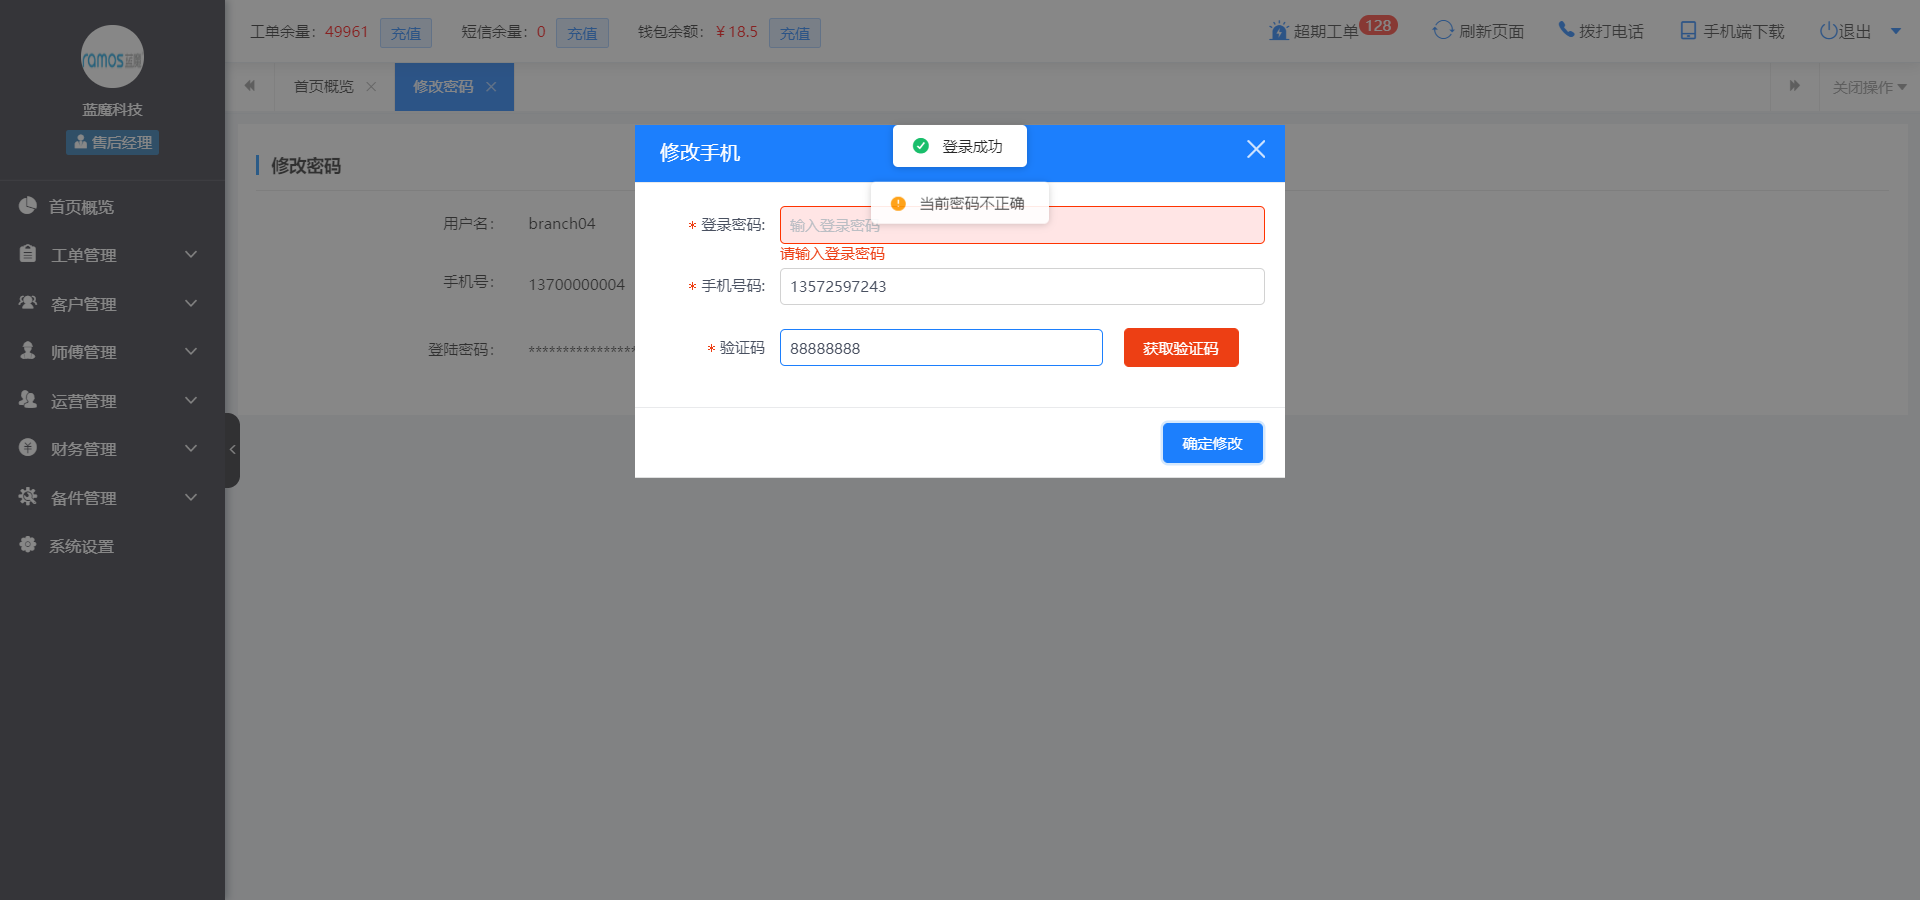 工单余量：49961 充值 短信余量：0 充值 钱包余额：￥18.5 充值 超期工单 128 刷新页面 拨打电话 手机端下载 退出
ramos蓝魔
蓝魔科技
售后经理
首页概览
工单管理
客户管理
师傅管理
运营管理
财务管理
备件管理
系统设置
首页概览 修改密码 关闭操作
修改密码
用户名： branch04
手机号： 13700000004
登陆密码： ****************
修改手机
登录成功
当前密码不正确
* 登录密码: 输入登录密码
请输入登录密码
* 手机号码: 13572597243
* 验证码 88888888 获取验证码
确定修改